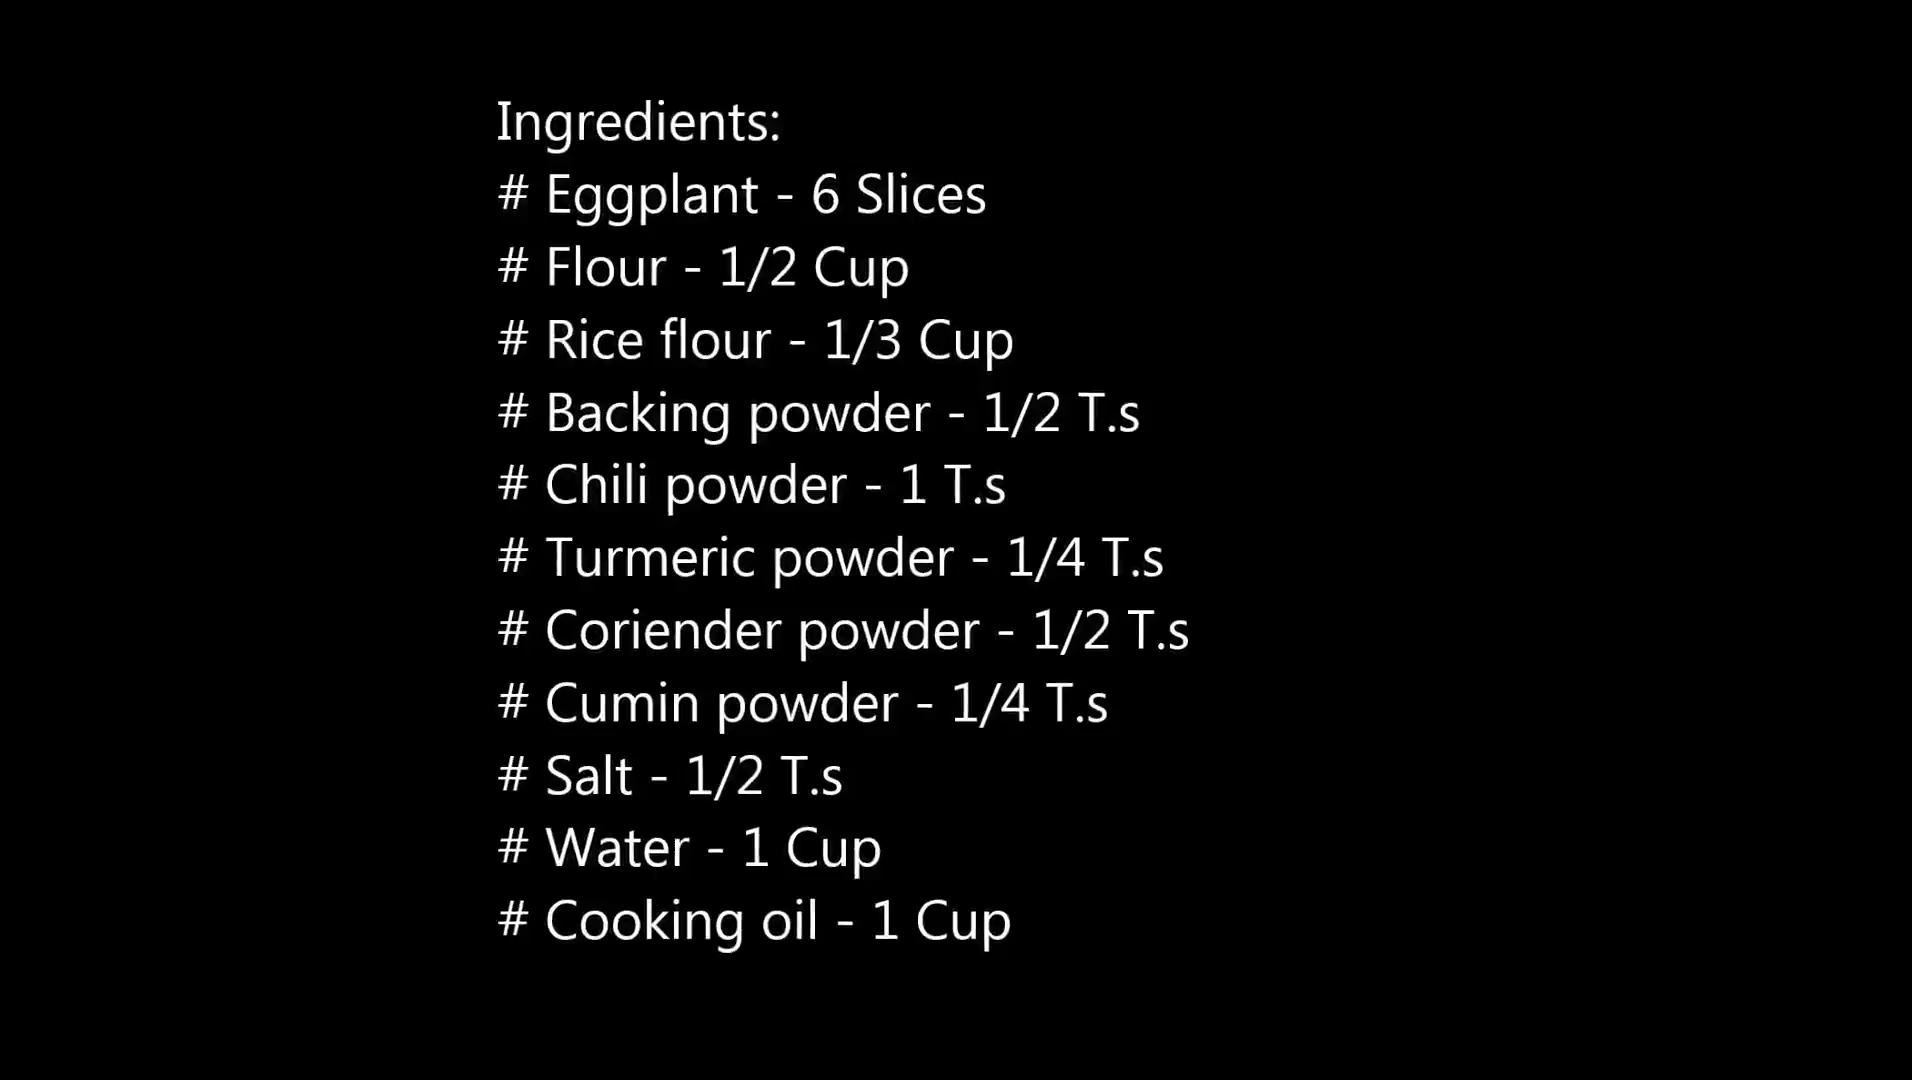 Ingredients:
# Eggplant - 6 Slices
# Flour - 1/2 Cup
# Rice flour - 1/3 Cup
# Backing powder - 1/2 T.s
# Chili powder - 1 T.s
# Turmeric powder - 1/4 T.s
# Coriender powder - 1/2 T.s
# Cumin powder - 1/4 T.s
# Salt - 1/2 T.s
# Water - 1 Cup
# Cooking oil - 1 Cup